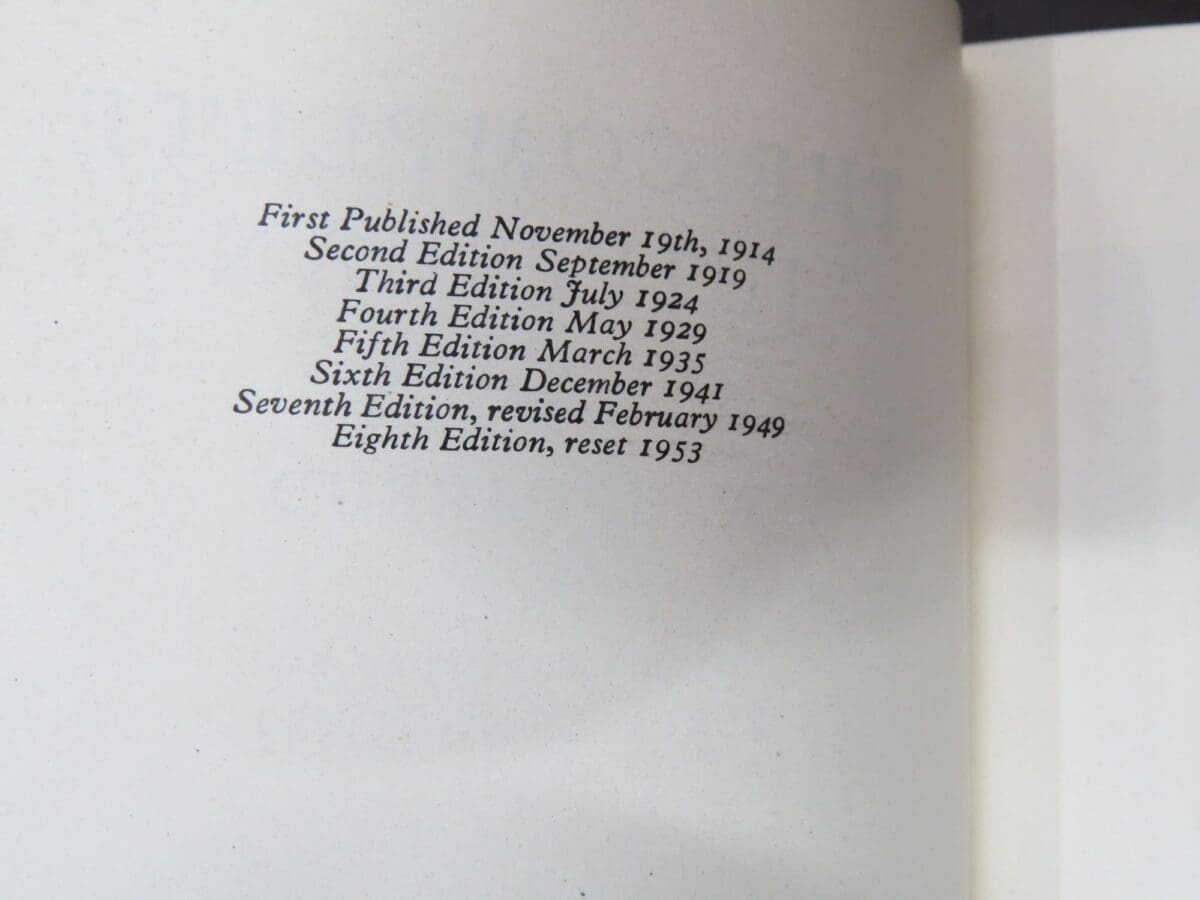 First Published November 19th, 1914
Second Edition September 1919
Third Edition July 1924
Fourth Edition May 1929
Fifth Edition March 1935
Sixth Edition December 1941
Seventh Edition, revised February 1949
Eighth Edition, reset 1953